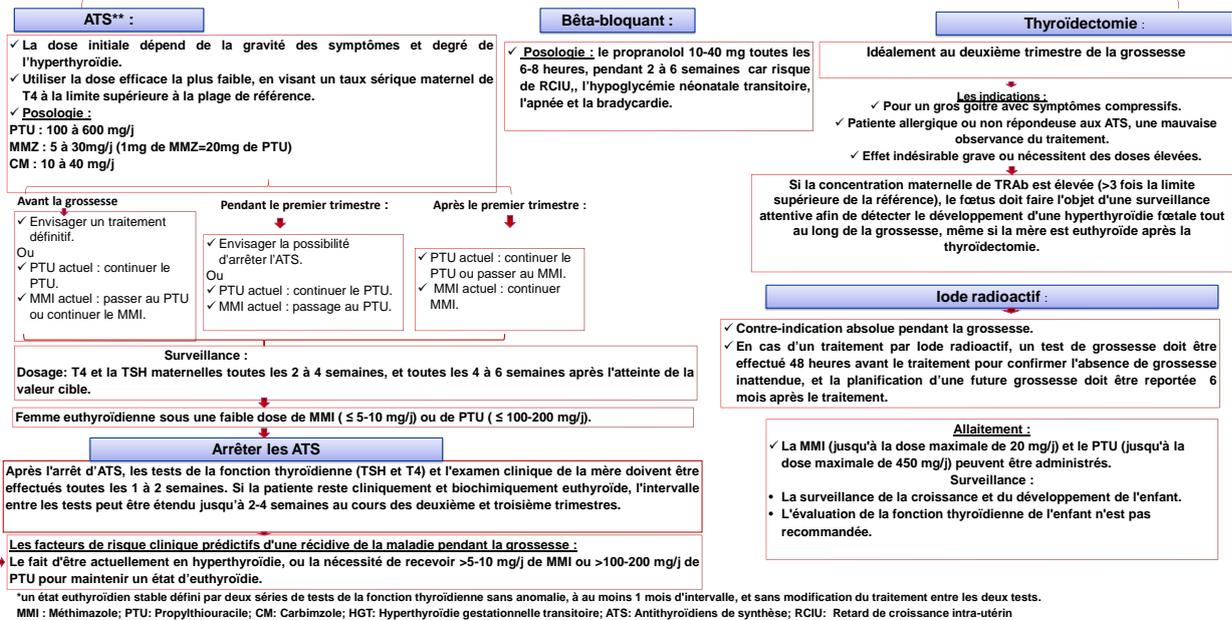 ATS** :
✓ La dose initiale dépend de la gravité des symptômes et degré de
l'hyperthyroïdie.
✓ Utiliser la dose efficace la plus faible, en visant un taux sérique maternel de
T4 à la limite supérieure à la plage de référence.
✓ Posologie :
PTU : 100 à 600 mg/j
MMZ : 5 à 30mg/j (1mg de MMZ=20mg de PTU)
CM : 10 à 40 mg/j
Bêta-bloquant :
✓ Posologie : le propranolol 10-40 mg toutes les
6-8 heures, pendant 2 à 6 semaines car risque
de RCIU,, l'hypoglycémie néonatale transitoire,
l'apnée et la bradycardie.
Thyroïdectomie :
Idéalement au deuxième trimestre de la grossesse
Les indications :
✓ Pour un gros goitre avec symptômes compressifs.
✓ Patiente allergique ou non répondeuse aux ATS, une mauvaise
observance du traitement.
✓ Effet indésirable grave ou nécessitent des doses élevées.
Si la concentration maternelle de TRAb est élevée (>3 fois la limite
supérieure de la référence), le fœtus doit faire l'objet d'une surveillance
attentive afin de détecter le développement d'une hyperthyroïdie fœtale tout
au long de la grossesse, même si la mère est euthyroïde après la
thyroïdectomie.
Avant la grossesse
✓ Envisager un traitement
définitif.
Ou
✓ PTU actuel : continuer le
PTU.
✓ MMI actuel : passer au PTU
ou continuer le MMI.
Pendant le premier trimestre :
✓ Envisager la possibilité
d'arrêter l'ATS.
Ou
✓ PTU actuel : continuer le PTU.
✓ MMI actuel : passage au PTU.
Après le premier trimestre :
✓ PTU actuel : continuer le
PTU ou passer au MMI.
✓ MMI actuel : continuer
MMI.
Iode radioactif :
✓ Contre-indication absolue pendant la grossesse.
✓ En cas d'un traitement par Iode radioactif, un test de grossesse doit être
effectué 48 heures avant le traitement pour confirmer l'absence de grossesse
inattendue, et la planification d'une future grossesse doit être reportée 6
mois après le traitement.
Surveillance :
Dosage: T4 et la TSH maternelles toutes les 2 à 4 semaines, et toutes les 4 à 6 semaines après l'atteinte de la
valeur cible.
Femme euthyroïdienne sous une faible dose de MMI ( ≤ 5-10 mg/j) ou de PTU ( ≤ 100-200 mg/j).
Arrêter les ATS
Après l'arrêt d'ATS, les tests de la fonction thyroïdienne (TSH et T4) et l'examen clinique de la mère doivent être
effectués toutes les 1 à 2 semaines. Si la patiente reste cliniquement et biochimiquement euthyroïde, l'intervalle
entre les tests peut être étendu jusqu'à 2-4 semaines au cours des deuxième et troisième trimestres.
Les facteurs de risque clinique prédictifs d'une récidive de la maladie pendant la grossesse :
Le fait d'être actuellement en hyperthyroïdie, ou la nécessité de recevoir >5-10 mg/j de MMI ou >100-200 mg/j de
PTU pour maintenir un état d'euthyroïdie.
Allaitement :
✓ La MMI (jusqu'à la dose maximale de 20 mg/j) et le PTU (jusqu'à la
dose maximale de 450 mg/j) peuvent être administrés.
Surveillance :
• La surveillance de la croissance et du développement de l'enfant.
• L'évaluation de la fonction thyroïdienne de l'enfant n'est pas
recommandée.
*un état euthyroïdien stable défini par deux séries de tests de la fonction thyroïdienne sans anomalie, à au moins 1 mois d'intervalle, et sans modification du traitement entre les deux tests.
MMI : Méthimazole; PTU: Propylthiouracile; CM: Carbimzole; HGT: Hyperthyroïdie gestationnelle transitoire; ATS: Antithyroïdiens de synthèse; RCIU: Retard de croissance intra-utérin